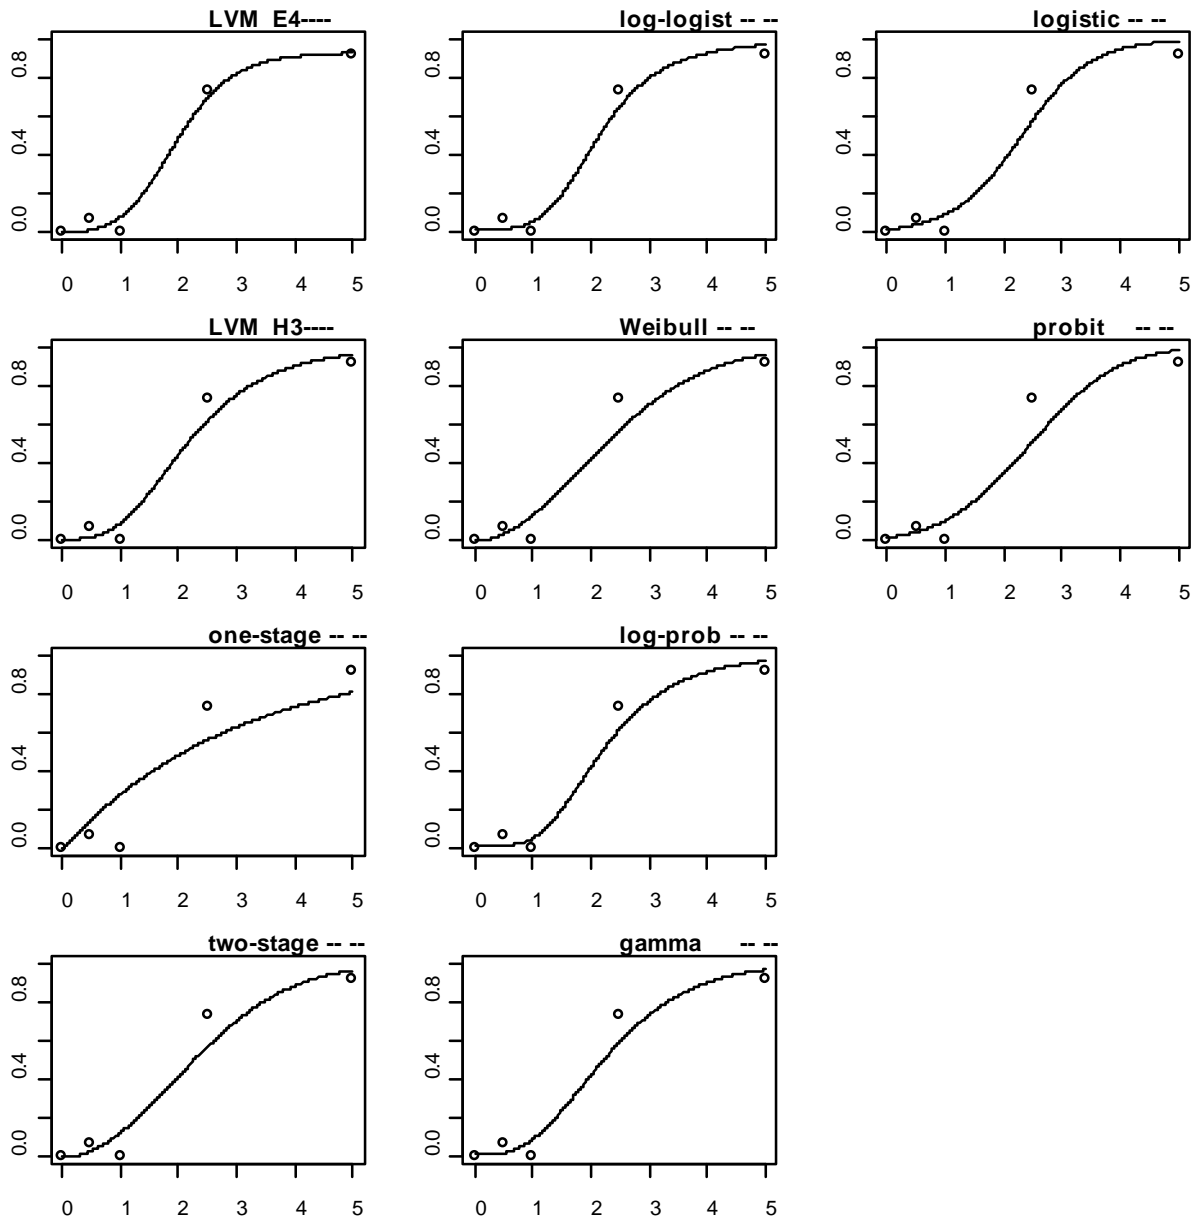 LVM E4---- log-logist -- -- logistic -- --
0.0 0.4 0.8 0.0 0.4 0.8 0.0 0.4 0.8
0 1 2 3 4 5 0 1 2 3 4 5 0 1 2 3 4 5
LVM H3---- Weibull -- -- probit -- --
0.0 0.4 0.8 0.0 0.4 0.8 0.0 0.4 0.8
0 1 2 3 4 5 0 1 2 3 4 5 0 1 2 3 4 5
one-stage -- -- log-prob -- --
0.0 0.4 0.8 0.0 0.4 0.8
0 1 2 3 4 5 0 1 2 3 4 5
two-stage -- -- gamma -- --
0.0 0.4 0.8 0.0 0.4 0.8
0 1 2 3 4 5 0 1 2 3 4 5